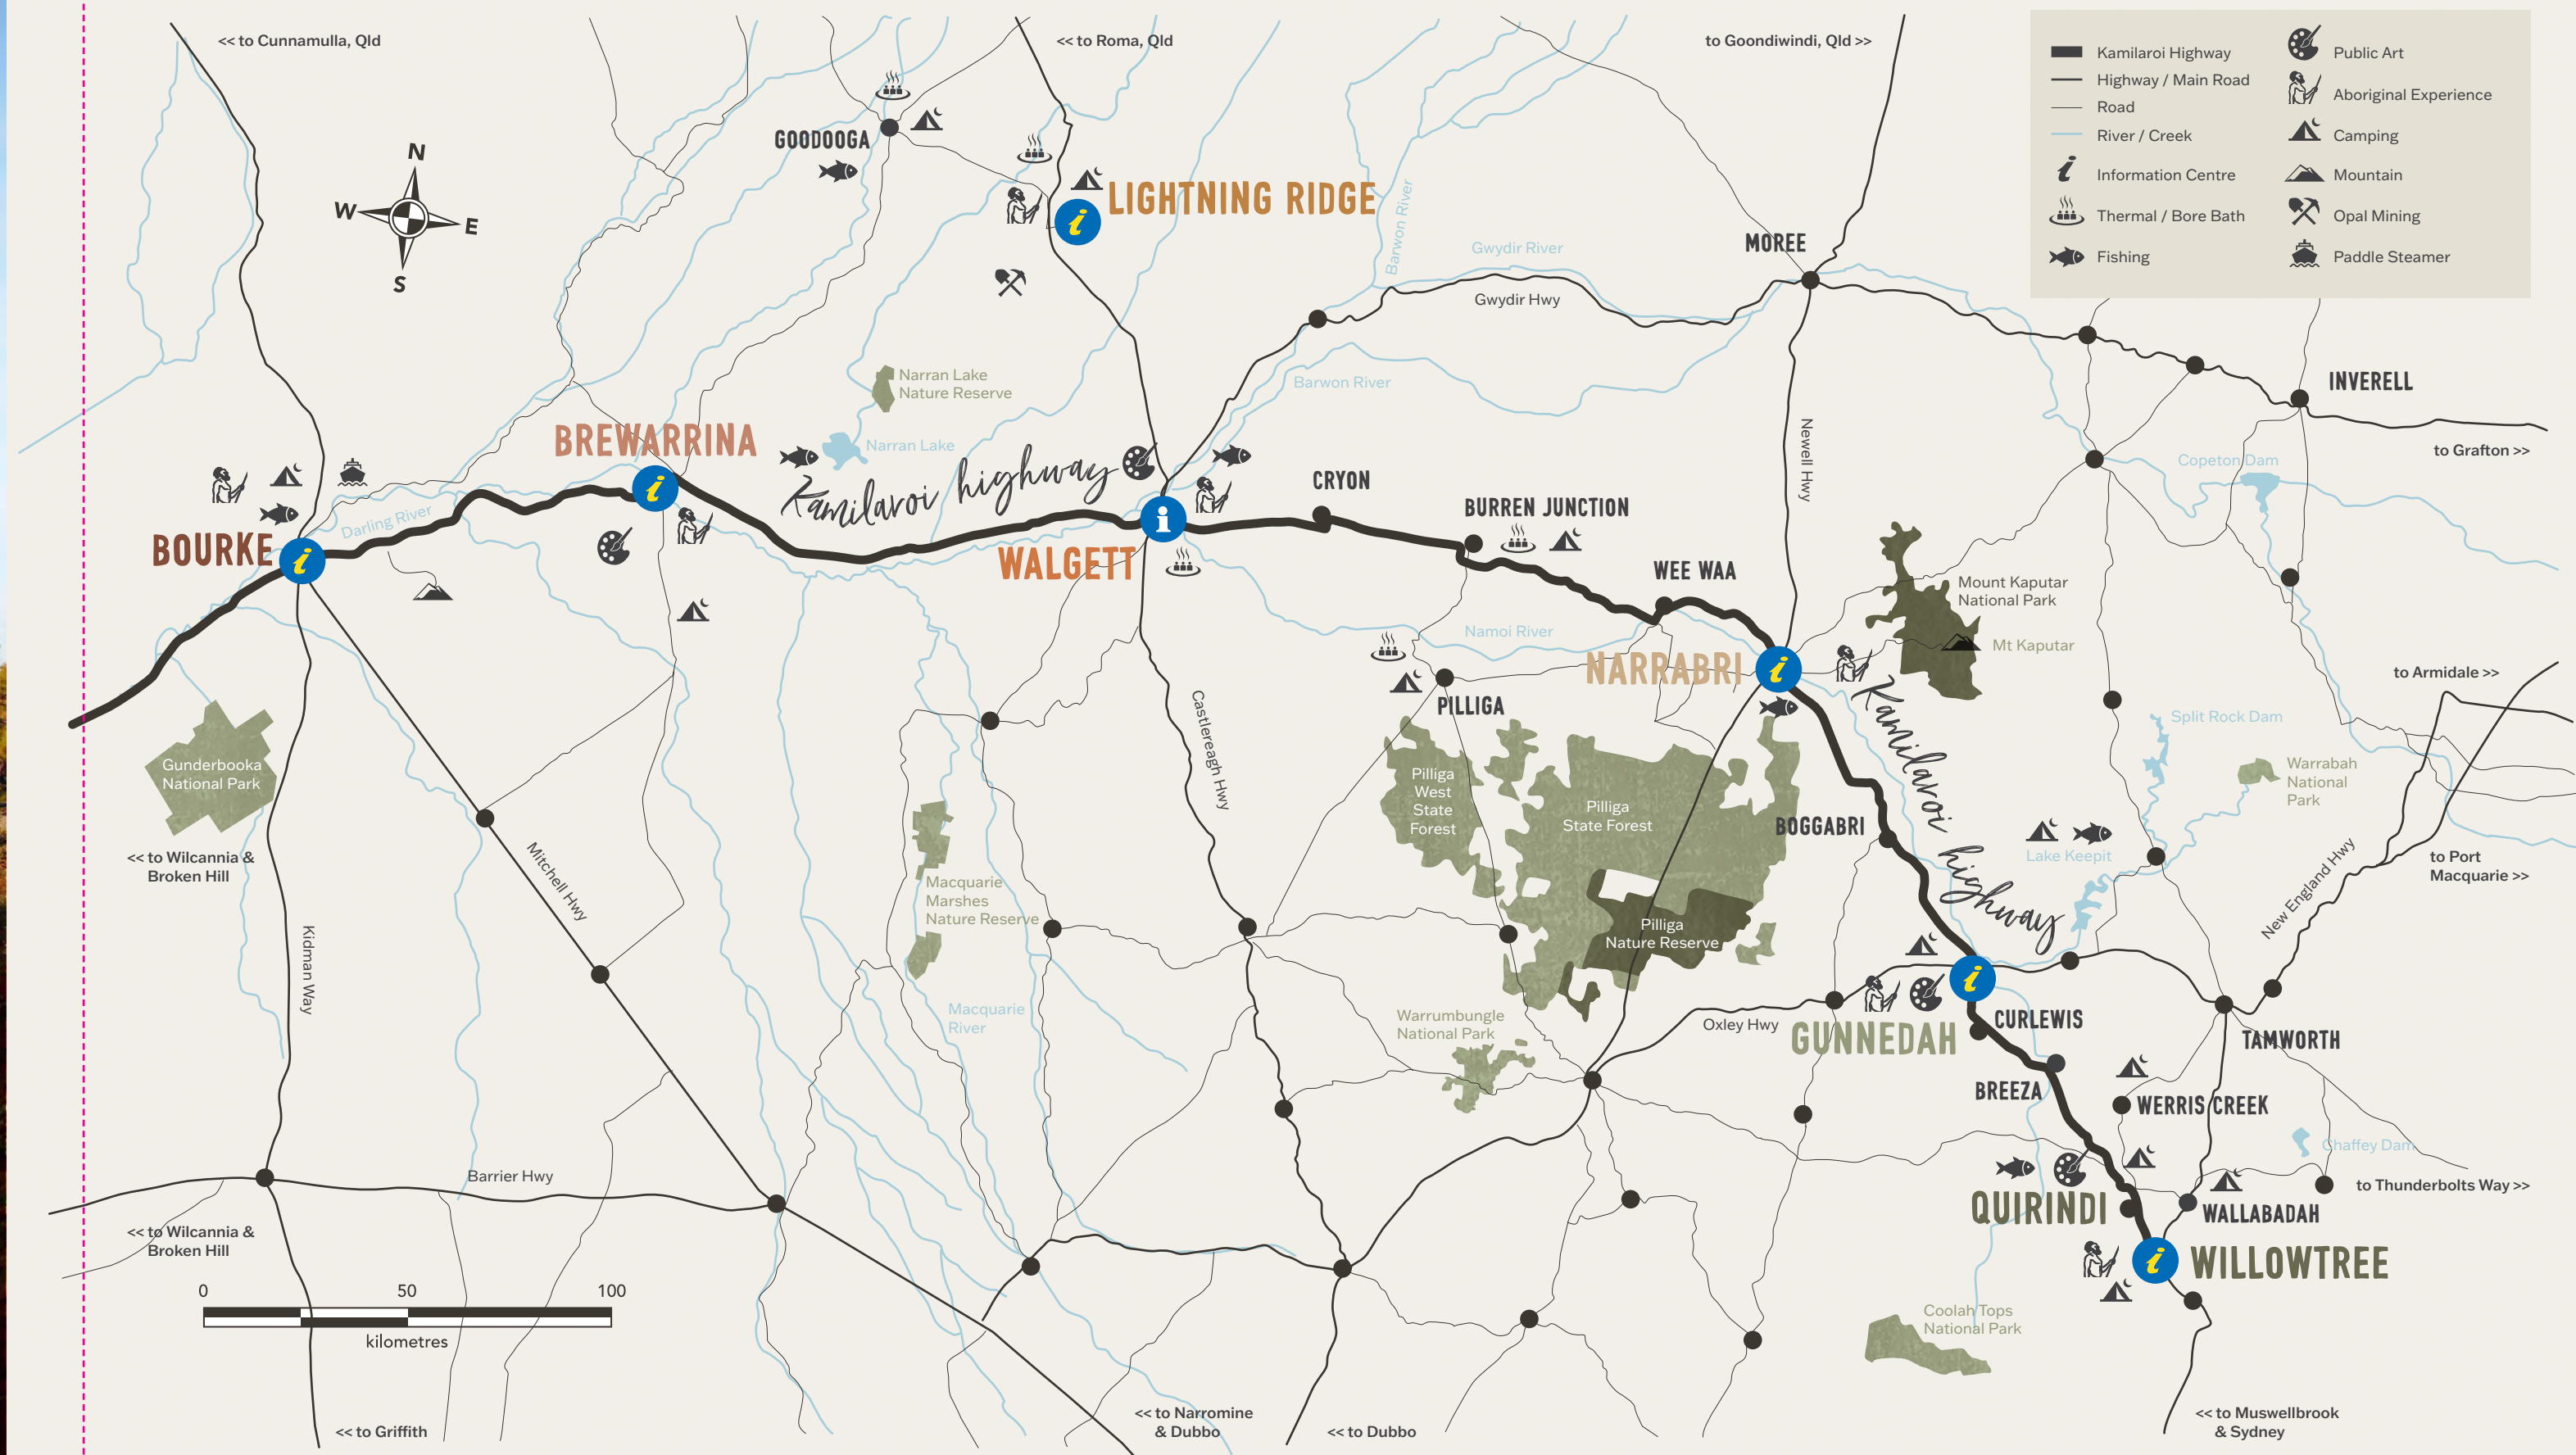 << to Cunnamulla, Qld
<< to Roma, Qld
to Goondiwindi, Qld >>
Kamilaroi Highway
Highway / Main Road
Road
River / Creek
i
Information Centre
Thermal / Bore Bath
Fishing
Public Art
Aboriginal Experience
Camping
Mountain
Opal Mining
Paddle Steamer
N
W
E
S
GOODOOGA
i
LIGHTNING RIDGE
Barwon River
Gwydir River
Gwydir Hwy
MOREE
INVERELL
to Grafton >>
Narran Lake
Nature Reserve
Barwon River
BREWARRINA
i
Narran Lake
Kamilaroi highway
Newell Hwy
Copeton Dam
CRYON
BURREN JUNCTION
Darling River
BOURKE
i
WALGETT
i
WEE WAA
Mount Kaputar
National Park
Mt Kaputar
Namoi River
NARRABRI
i
to Armidale >>
PILLIGA
Castlereagh Hwy
Kamilaroi highway
Split Rock Dam
Gunderbooka
National Park
Pilliga
West
State
Forest
Pilliga
State Forest
Warrabah
National
Park
BOGGABRI
<< to Wilcannia &
Broken Hill
Mitchell Hwy
Lake Keepit
New England Hwy
to Port
Macquarie >>
Macquarie
Marshes
Nature Reserve
Pilliga
Nature Reserve
Kidman Way
i
Macquarie
River
Warrumbungle
National Park
Oxley Hwy
GUNNEDAH
CURLEWIS
TAMWORTH
BREEZA
WERRIS CREEK
Chaffey Dam
Barrier Hwy
to Thunderbolts Way >>
QUIRINDI
WALLABADAH
<< to Wilcannia &
Broken Hill
i
WILLOWTREE
0 50 100
kilometres
Coolah Tops
National Park
<< to Griffith
<< to Narromine
& Dubbo
<< to Dubbo
<< to Muswellbrook
& Sydney